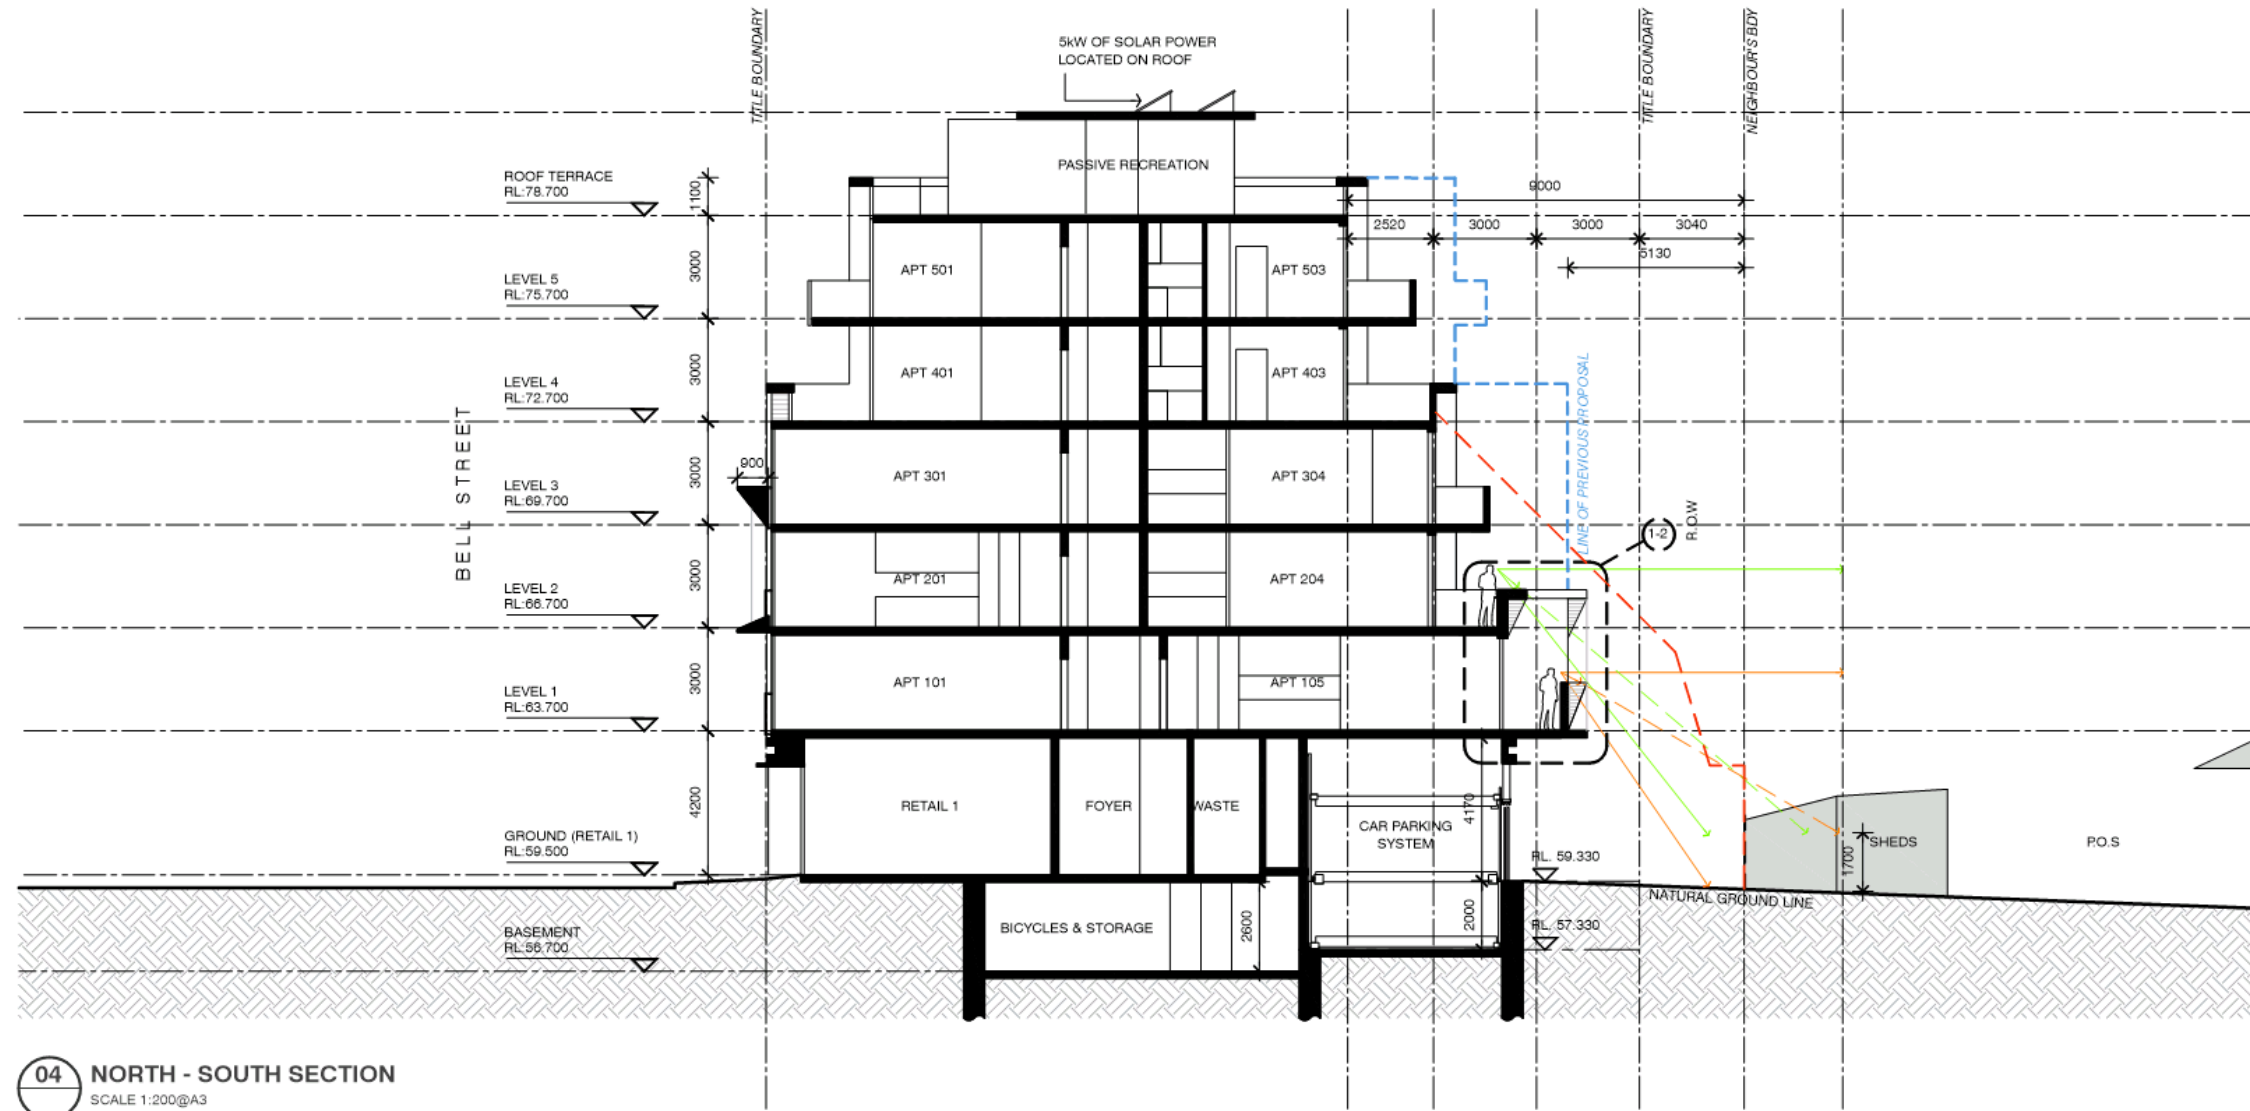 TITLE BOUNDARY
5kW OF SOLAR POWER
LOCATED ON ROOF
TITLE BOUNDARY
NEIGHBOUR'S BDY
PASSIVE RECREATION
ROOF TERRACE
RL:78.700
1100
9000
2520
3000
3000
3040
5130
LEVEL 5
RL:75.700
3000
APT 501
APT 503
LEVEL 4
RL:72.700
3000
APT 401
APT 403
LINE OF PREVIOUS PROPOSAL
BELL STREET
LEVEL 3
RL:69.700
3000
900
APT 301
APT 304
1-2
R.O.W
LEVEL 2
RL:66.700
3000
APT 201
APT 204
LEVEL 1
RL:63.700
3000
APT 101
APT 105
4200
RETAIL 1
FOYER
WASTE
CAR PARKING
SYSTEM
4170
GROUND (RETAIL 1)
RL:59.500
RL. 59.330
1700
SHEDS
P.O.S
NATURAL GROUND LINE
BASEMENT
RL:56.700
BICYCLES & STORAGE
2600
2000
RL. 57.330
04
NORTH - SOUTH SECTION
SCALE 1:200@A3